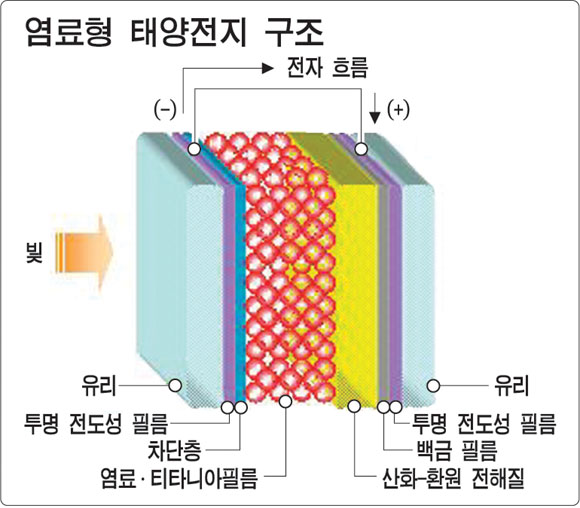 염료형 태양전지 구조
전자 흐름
(-)
(+)
빛
유리
유리
투명 전도성 필름
투명 전도성 필름
차단층
백금 필름
염료·티타니아필름
산화-환원 전해질